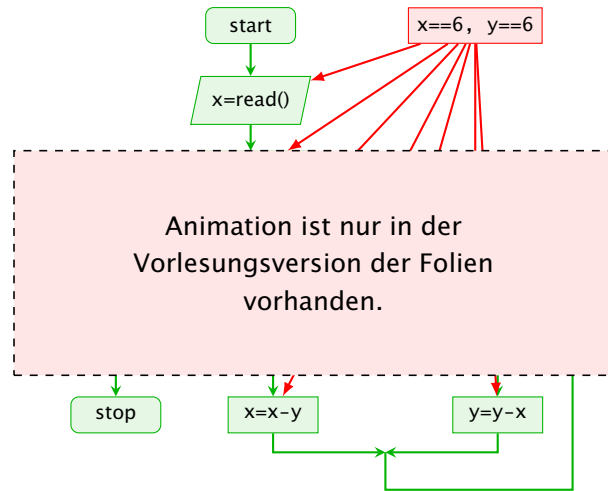 start
x==6, y==6
x=read()
Animation ist nur in der
Vorlesungsversion der Folien
vorhanden.
stop
x=x-y
y=y-x